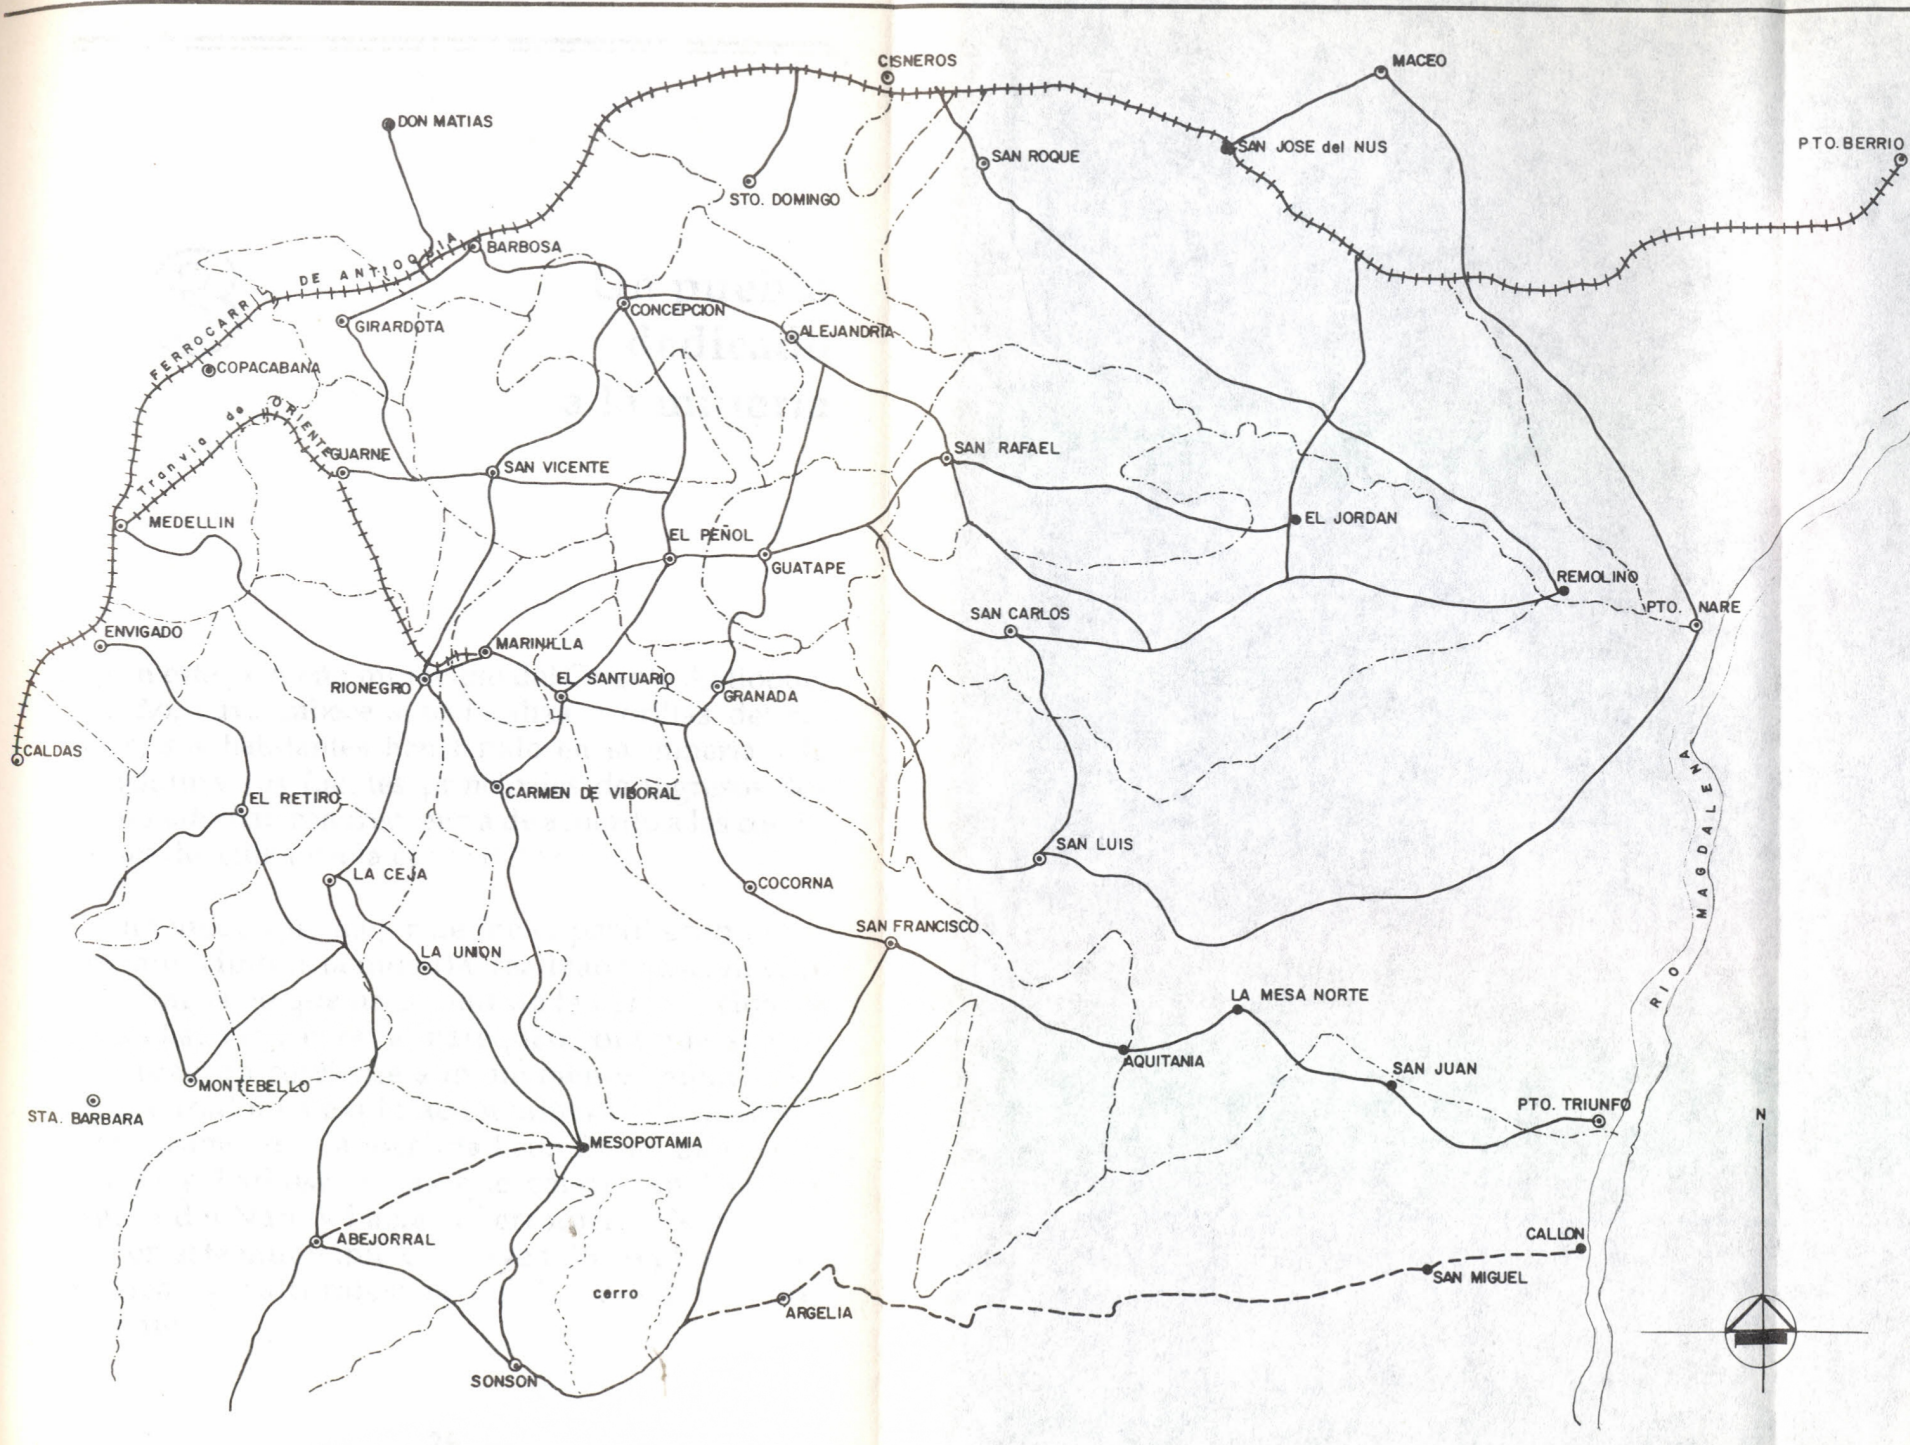 CISNEROS
MACEO
DON MATIAS
SAN JOSE del NUS
PTO. BERRIO
SAN ROQUE
STO. DOMINGO
BARBOSA
FERROCARRIL DE ANTIOQUIA
CONCEPCION
GIRARDOTA
ALEJANDRIA
COPACABANA
Tranvia de ORIENTE
GUARNE
SAN VICENTE
SAN RAFAEL
MEDELLIN
EL JORDAN
EL PEÑOL
GUATAPE
REMOLINO
PTO. NARE
SAN CARLOS
ENVIGADO
MARINILLA
EL SANTUARIO
RIONEGRO
GRANADA
CALDAS
CARMEN DE VIBORAL
EL RETIRO
SAN LUIS
RIO MAGDALENA
LA CEJA
COCORNA
SAN FRANCISCO
LA UNION
LA MESA NORTE
AQUITANIA
SAN JUAN
MONTEBELLO
PTO. TRIUNFO
STA. BARBARA
N
MESOPOTAMIA
ABEJORRAL
CALLON
SAN MIGUEL
cerro
ARGELIA
SONSON